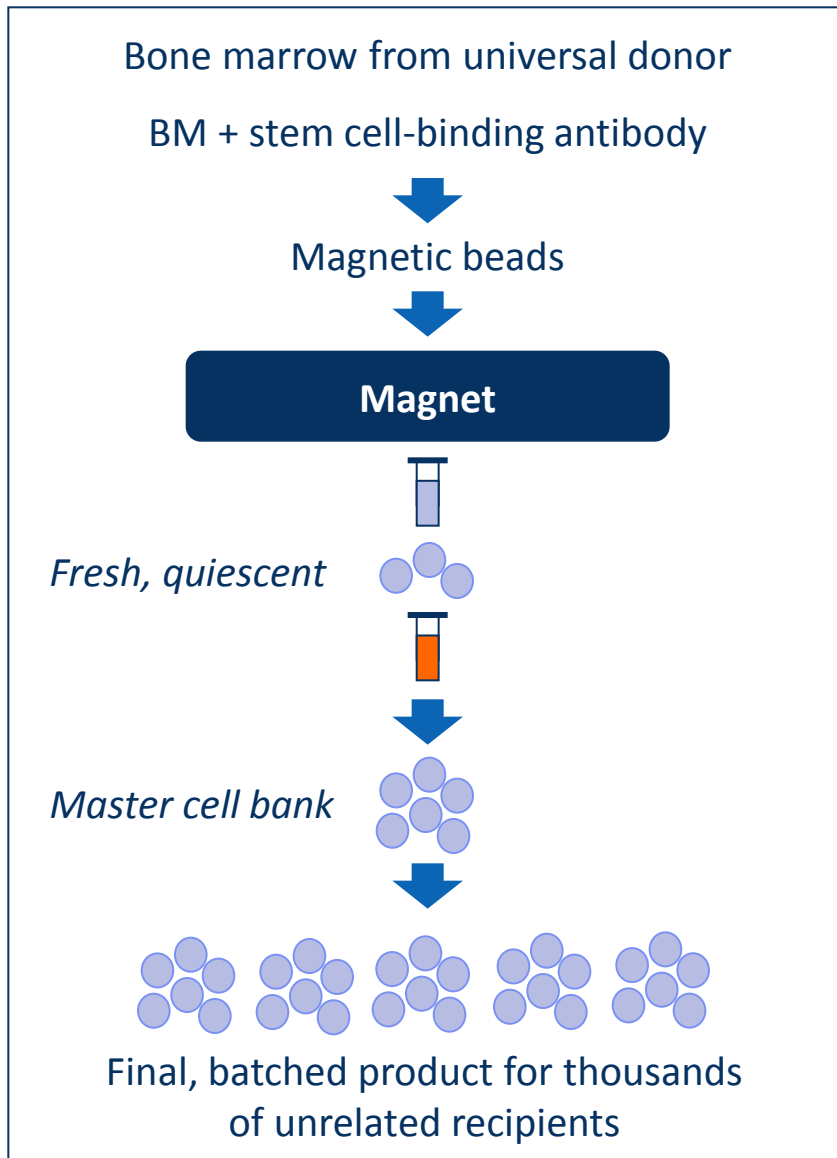 Bone marrow from universal donor
BM + stem cell-binding antibody
Magnetic beads
Magnet
Fresh, quiescent
Master cell bank
Final, batched product for thousands
of unrelated recipients